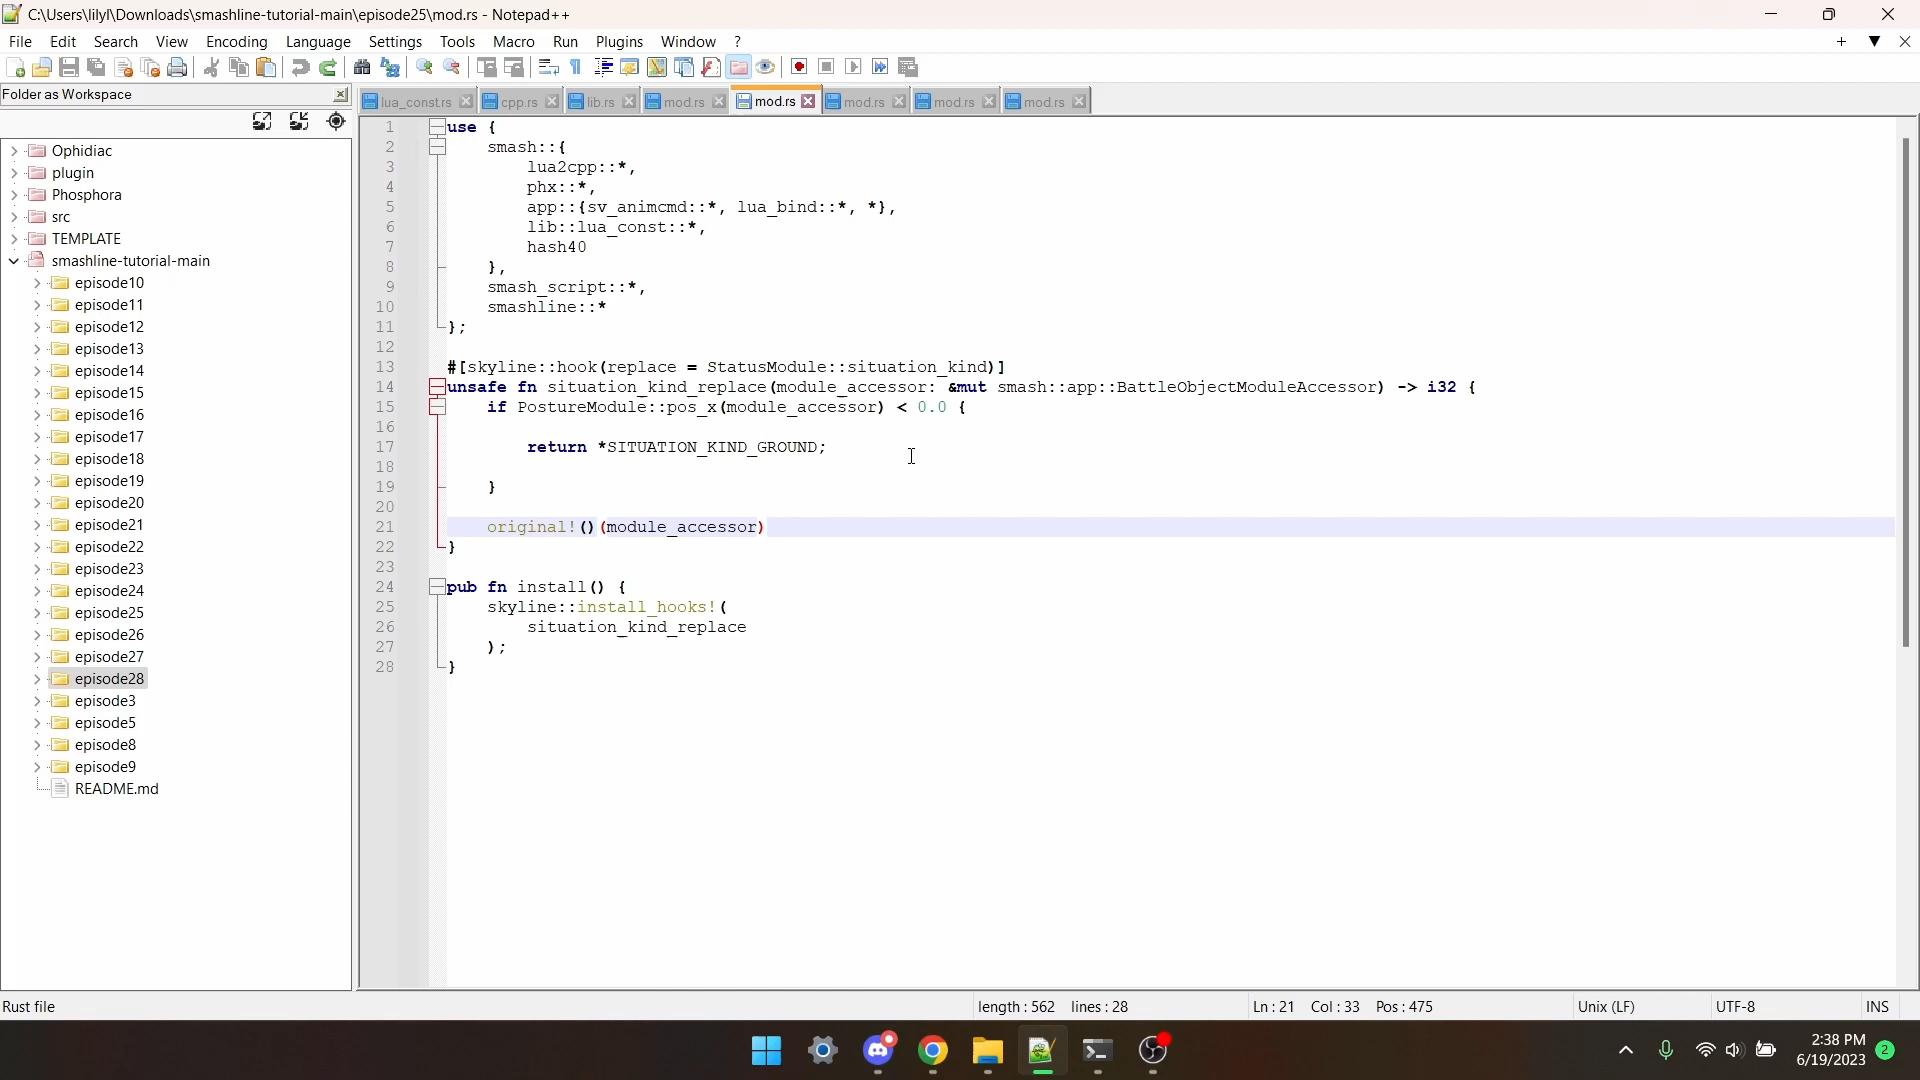 C:\Users\lilyl\Downloads\smashline-tutorial-main\episode25\mod.rs - Notepad++
File Edit Search View Encoding Language Settings Tools Macro Run Plugins Window ?
Folder as Workspace
lua_const.rs cpp.rs lib.rs mod.rs mod.rs mod.rs mod.rs mod.rs
Ophidiac
plugin
Phosphora
src
TEMPLATE
smashline-tutorial-main
episode10
episode11
episode12
episode13
episode14
episode15
episode16
episode17
episode18
episode19
episode20
episode21
episode22
episode23
episode24
episode25
episode26
episode27
episode28
episode3
episode5
episode8
episode9
README.md
1 use {
2 smash::{
3 lua2cpp::*,
4 phx::*,
5 app::{sv_animcmd::*, lua_bind::*, *},
6 lib::lua_const::*,
7 hash40
8 },
9 smash_script::*,
10 smashline::*
11 };
12
13 #[skyline::hook(replace = StatusModule::situation_kind)]
14 unsafe fn situation_kind_replace(module_accessor: &mut smash::app::BattleObjectModuleAccessor) -> i32 {
15 if PostureModule::pos_x(module_accessor) < 0.0 {
16
17 return *SITUATION_KIND_GROUND;
18
19 }
20
21 original!()(module_accessor)
22 }
23
24 pub fn install() {
25 skyline::install_hooks!(
26 situation_kind_replace
27 );
28 }
Rust file length : 562 lines : 28 Ln : 21 Col : 33 Pos : 475 Unix (LF) UTF-8 INS
2:38 PM
6/19/2023
2